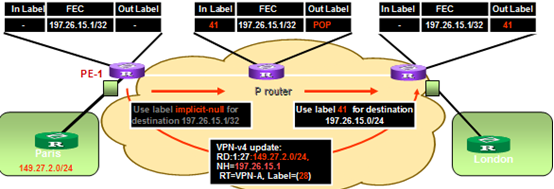 In Label FEC Out Label
- 197.26.15.1/32 -
In Label FEC Out Label
41 197.26.15.1/32 POP
In Label FEC Out Label
- 197.26.15.1/32 41
PE-1
R
R
R
P router
Use label implicit-null for
destination 197.26.15.1/32
Use label 41 for destination
197.26.15.0/24
VPN-v4 update:
RD:1:27:149.27.2.0/24,
NH=197.26.15.1
RT=VPN-A, Label=(28)
R
Paris
149.27.2.0/24
R
London